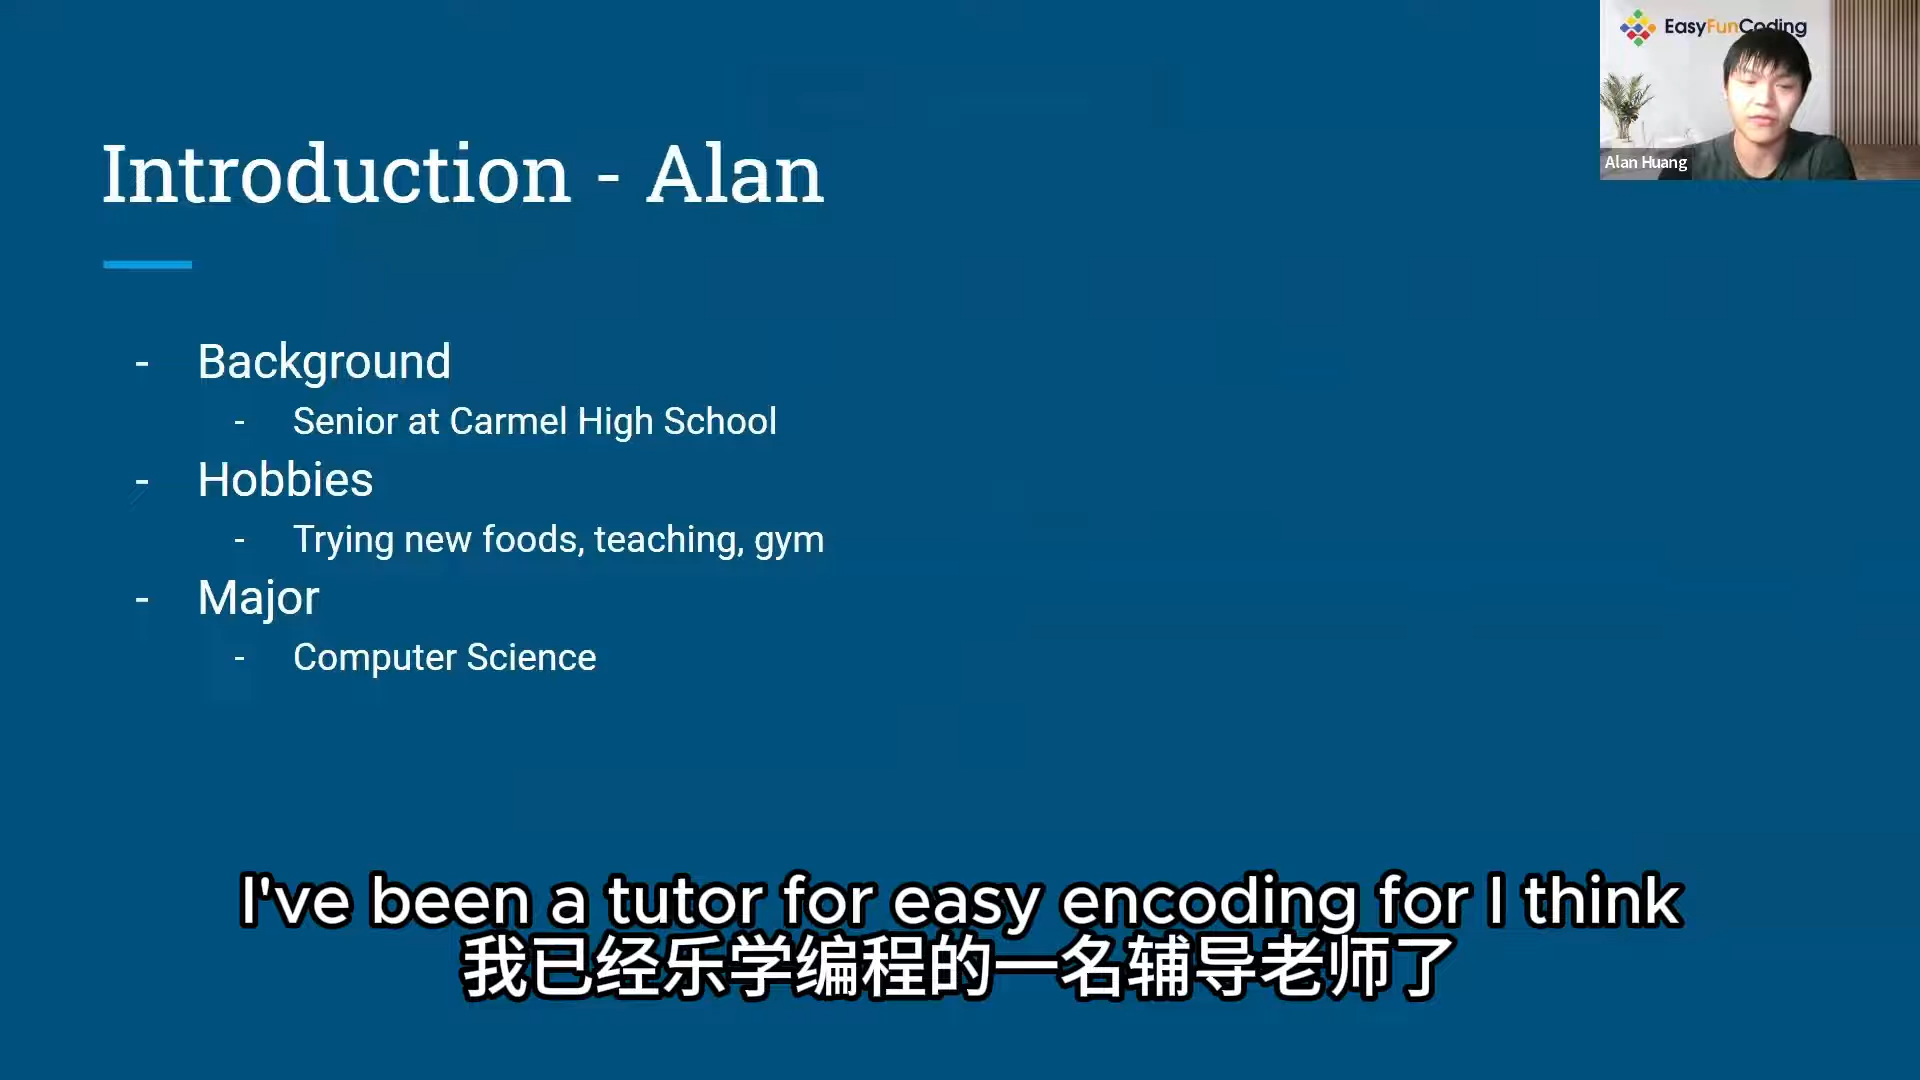 EasyFunCoding
Alan Huang
Introduction - Alan
- Background
- Senior at Carmel High School
- Hobbies
- Trying new foods, teaching, gym
- Major
- Computer Science
I've been a tutor for easy encoding for I think
我已经乐学编程的一名辅导老师了